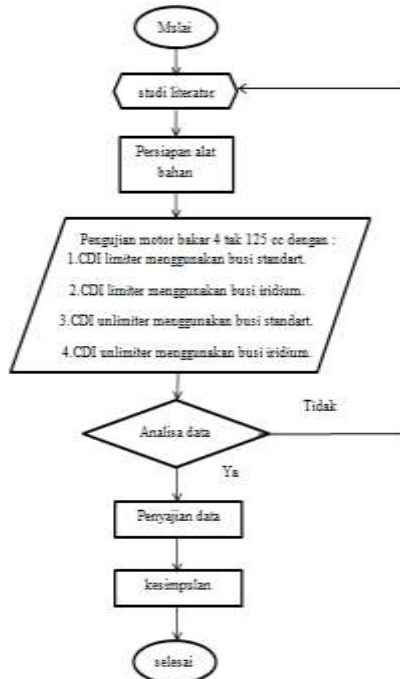 Mulai
studi literatur
Persiapan alat
bahan
Pengujian motor bakar 4 tak 125 cc dengan :
1.CDI limiter menggunakan busi standart.
2.CDI limiter menggunakan busi iridium.
3.CDI unlimiter menggunakan busi standart.
4.CDI unlimiter menggunakan busi iridium.
Tidak
Analisa data
Ya
Penyajian data
kesimpulan
selesai